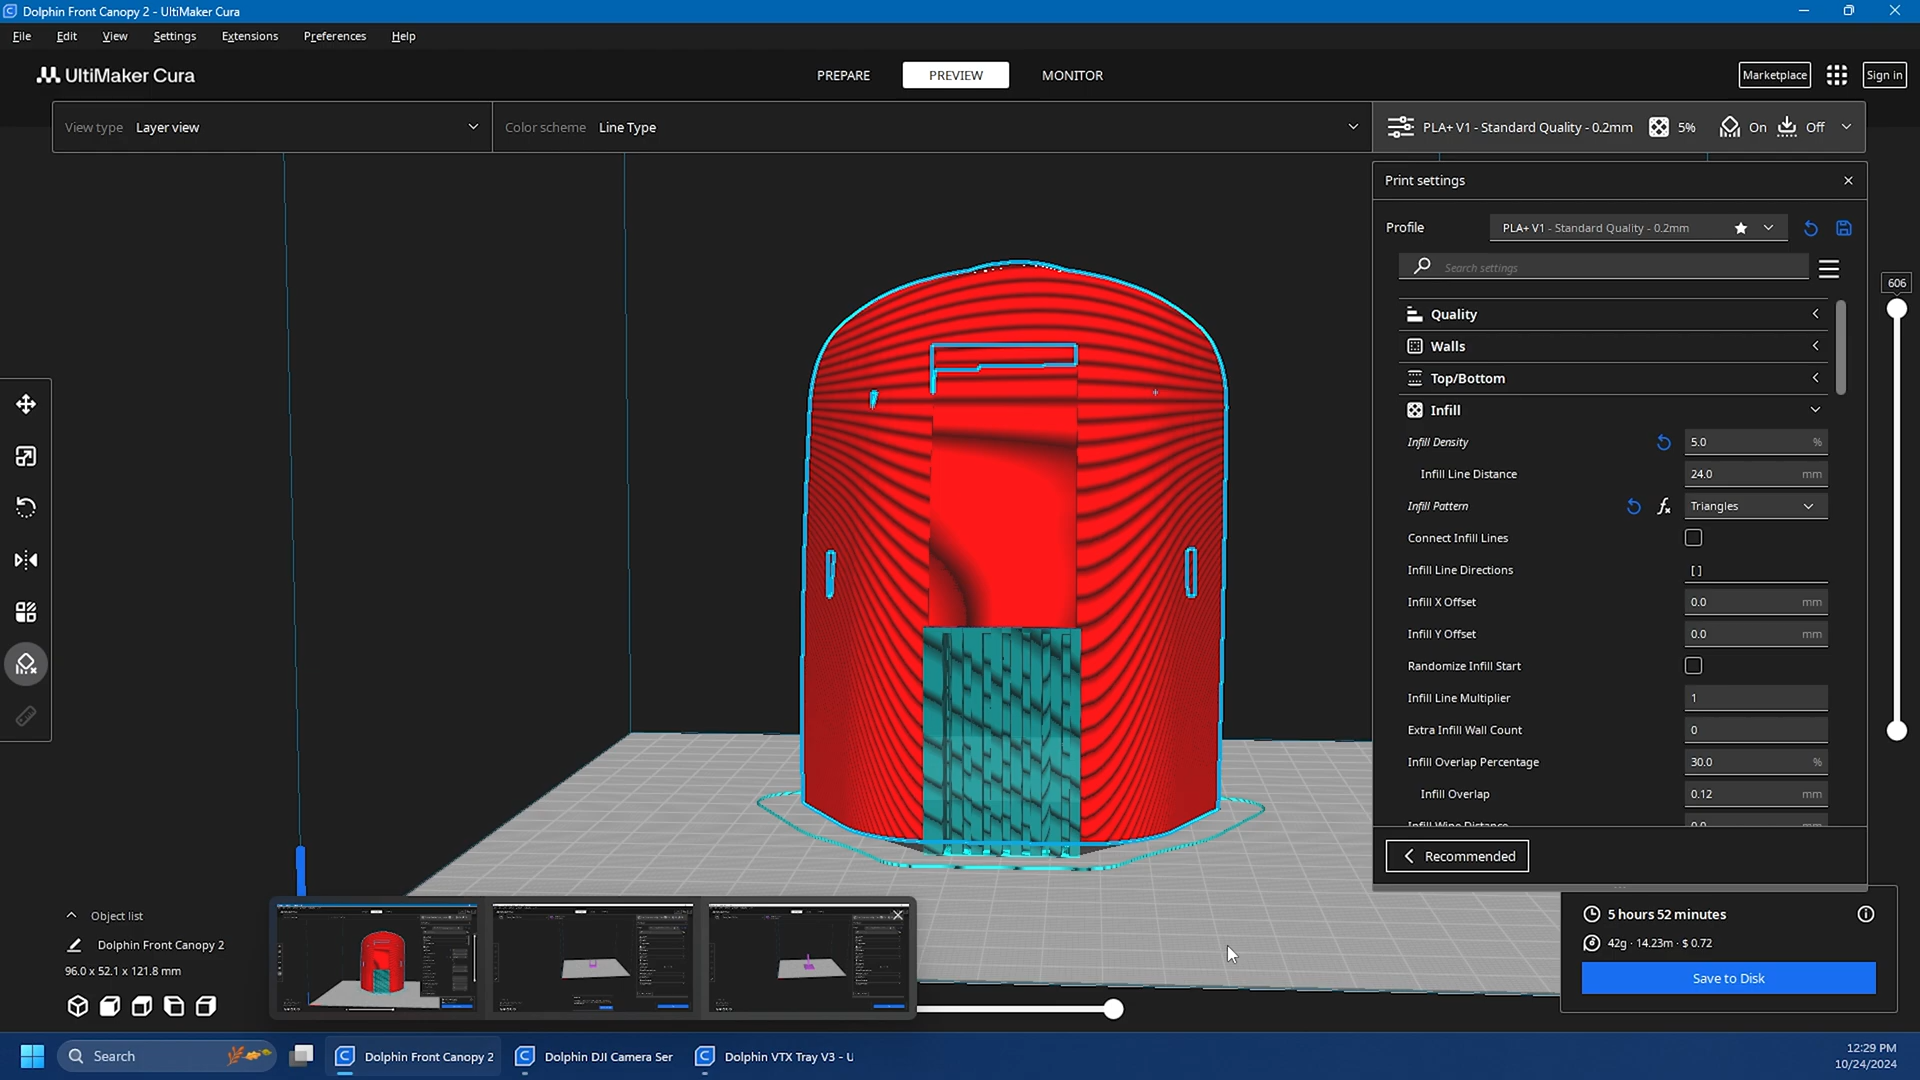 Dolphin Front Canopy 2 - UltiMaker Cura
File Edit View Settings Extensions Preferences Help
UltiMaker Cura
PREPARE PREVIEW MONITOR
Marketplace
Sign in
View type Layer view
Color scheme Line Type
PLA+ V1 - Standard Quality - 0.2mm 5% On Off
Print settings
Profile PLA+ V1 - Standard Quality - 0.2mm
Search settings
606
Quality
Walls
Top/Bottom
Infill
Infill Density 5.0 %
Infill Line Distance 24.0 mm
Infill Pattern fx Triangles
Connect Infill Lines
Infill Line Directions []
Infill X Offset 0.0 mm
Infill Y Offset 0.0 mm
Randomize Infill Start
Infill Line Multiplier 1
Extra Infill Wall Count 0
Infill Overlap Percentage 30.0 %
Infill Overlap 0.12 mm
Infill Wipe Distance 0.0 mm
Recommended
Object list
Dolphin Front Canopy 2
96.0 x 52.1 x 121.8 mm
5 hours 52 minutes
42g · 14.23m · $ 0.72
Save to Disk
Search
Dolphin Front Canopy 2
Dolphin DJI Camera Ser
Dolphin VTX Tray V3 - U
12:29 PM
10/24/2024